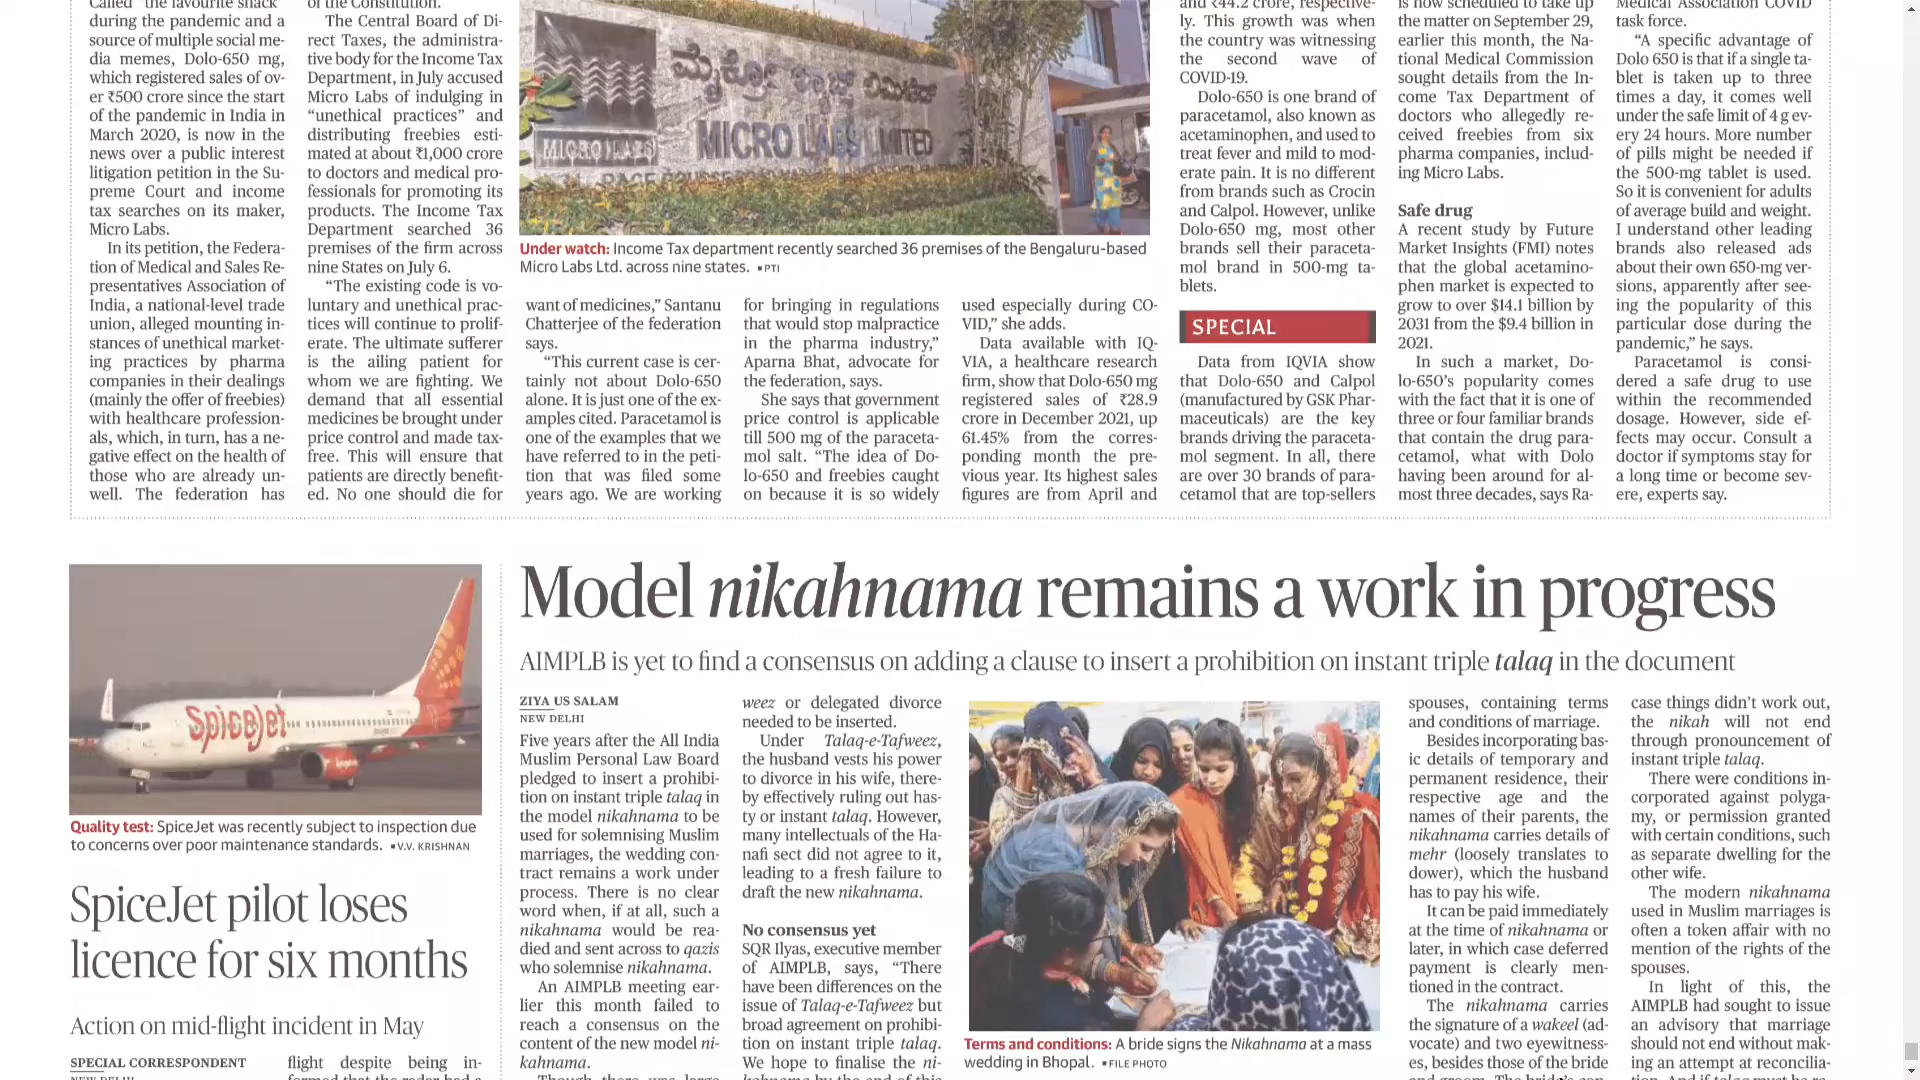 Called "the favourite snack"
during the pandemic and a
source of multiple social me-
dia memes, Dolo-650 mg,
which registered sales of ov-
er ₹500 crore since the start
of the pandemic in India in
March 2020, is now in the
news over a public interest
litigation petition in the Su-
preme Court and income
tax searches on its maker,
Micro Labs.
In its petition, the Federa-
tion of Medical and Sales Re-
presentatives Association of
India, a national-level trade
union, alleged mounting in-
stances of unethical market-
ing practices by pharma
companies in their dealings
(mainly the offer of freebies)
with healthcare profession-
als, which, in turn, has a ne-
gative effect on the health of
those who are already un-
well. The federation has
of the Constitution.
The Central Board of Di-
rect Taxes, the administra-
tive body for the Income Tax
Department, in July accused
Micro Labs of indulging in
"unethical practices" and
distributing freebies esti-
mated at about ₹1,000 crore
to doctors and medical pro-
fessionals for promoting its
products. The Income Tax
Department searched 36
premises of the firm across
nine States on July 6.
"The existing code is vo-
luntary and unethical prac-
tices will continue to prolif-
erate. The ultimate sufferer
is the ailing patient for
whom we are fighting. We
demand that all essential
medicines be brought under
price control and made tax-
free. This will ensure that
patients are directly benefit-
ed. No one should die for
ಮೈಕ್ರೋ ಲ್ಯಾಬ್ಸ್ ಲಿಮಿಟೆಡ್
MICRO LABS LIMITED
MICRO LABS
Under watch: Income Tax department recently searched 36 premises of the Bengaluru-based
Micro Labs Ltd. across nine states. ▪PTI
want of medicines," Santanu
Chatterjee of the federation
says.
"This current case is cer-
tainly not about Dolo-650
alone. It is just one of the ex-
amples cited. Paracetamol is
one of the examples that we
have referred to in the peti-
tion that was filed some
years ago. We are working
for bringing in regulations
that would stop malpractice
in the pharma industry,"
Aparna Bhat, advocate for
the federation, says.
She says that government
price control is applicable
till 500 mg of the paraceta-
mol salt. "The idea of Do-
lo-650 and freebies caught
on because it is so widely
used especially during CO-
VID," she adds.
Data available with IQ-
VIA, a healthcare research
firm, show that Dolo-650 mg
registered sales of ₹28.9
crore in December 2021, up
61.45% from the corres-
ponding month the pre-
vious year. Its highest sales
figures are from April and
and ₹44.2 crore, respective-
ly. This growth was when
the country was witnessing
the second wave of
COVID-19.
Dolo-650 is one brand of
paracetamol, also known as
acetaminophen, and used to
treat fever and mild to mod-
erate pain. It is no different
from brands such as Crocin
and Calpol. However, unlike
Dolo-650 mg, most other
brands sell their paraceta-
mol brand in 500-mg ta-
blets.
SPECIAL
Data from IQVIA show
that Dolo-650 and Calpol
(manufactured by GSK Phar-
maceuticals) are the key
brands driving the paraceta-
mol segment. In all, there
are over 30 brands of para-
cetamol that are top-sellers
is now scheduled to take up
the matter on September 29,
earlier this month, the Na-
tional Medical Commission
sought details from the In-
come Tax Department of
doctors who allegedly re-
ceived freebies from six
pharma companies, includ-
ing Micro Labs.
Safe drug
A recent study by Future
Market Insights (FMI) notes
that the global acetamino-
phen market is expected to
grow to over $14.1 billion by
2031 from the $9.4 billion in
2021.
In such a market, Do-
lo-650's popularity comes
with the fact that it is one of
three or four familiar brands
that contain the drug para-
cetamol, what with Dolo
having been around for al-
most three decades, says Ra-
Medical Association COVID
task force.
"A specific advantage of
Dolo 650 is that if a single ta-
blet is taken up to three
times a day, it comes well
under the safe limit of 4 g ev-
ery 24 hours. More number
of pills might be needed if
the 500-mg tablet is used.
So it is convenient for adults
of average build and weight.
I understand other leading
brands also released ads
about their own 650-mg ver-
sions, apparently after see-
ing the popularity of this
particular dose during the
pandemic," he says.
Paracetamol is consi-
dered a safe drug to use
within the recommended
dosage. However, side ef-
fects may occur. Consult a
doctor if symptoms stay for
a long time or become sev-
ere, experts say.
SpiceJet
Quality test: SpiceJet was recently subject to inspection due
to concerns over poor maintenance standards. ▪V.V. KRISHNAN
SpiceJet pilot loses
licence for six months
Action on mid-flight incident in May
SPECIAL CORRESPONDENT
NEW DELHI
flight despite being in-
formed that the radar had a
Model nikahnama remains a work in progress
AIMPLB is yet to find a consensus on adding a clause to insert a prohibition on instant triple talaq in the document
ZIYA US SALAM
NEW DELHI
Five years after the All India
Muslim Personal Law Board
pledged to insert a prohibi-
tion on instant triple talaq in
the model nikahnama to be
used for solemnising Muslim
marriages, the wedding con-
tract remains a work under
process. There is no clear
word when, if at all, such a
nikahnama would be rea-
died and sent across to qazis
who solemnise nikahnama.
An AIMPLB meeting ear-
lier this month failed to
reach a consensus on the
content of the new model ni-
kahnama.
Though there was large
weez or delegated divorce
needed to be inserted.
Under Talaq-e-Tafweez,
the husband vests his power
to divorce in his wife, there-
by effectively ruling out has-
ty or instant talaq. However,
many intellectuals of the Ha-
nafi sect did not agree to it,
leading to a fresh failure to
draft the new nikahnama.
No consensus yet
SQR Ilyas, executive member
of AIMPLB, says, "There
have been differences on the
issue of Talaq-e-Tafweez but
broad agreement on prohibi-
tion on instant triple talaq.
We hope to finalise the ni-
kahnama by the end of this
Terms and conditions: A bride signs the Nikahnama at a mass
wedding in Bhopal. ▪FILE PHOTO
spouses, containing terms
and conditions of marriage.
Besides incorporating bas-
ic details of temporary and
permanent residence, their
respective age and the
names of their parents, the
nikahnama carries details of
mehr (loosely translates to
dower), which the husband
has to pay his wife.
It can be paid immediately
at the time of nikahnama or
later, in which case deferred
payment is clearly men-
tioned in the contract.
The nikahnama carries
the signature of a wakeel (ad-
vocate) and two eyewitness-
es, besides those of the bride
case things didn't work out,
the nikah will not end
through pronouncement of
instant triple talaq.
There were conditions in-
corporated against polyga-
my, or permission granted
with certain conditions, such
as separate dwelling for the
other wife.
The modern nikahnama
used in Muslim marriages is
often a token affair with no
mention of the rights of the
spouses.
In light of this, the
AIMPLB had sought to issue
an advisory that marriage
should not end without mak-
ing an attempt at reconcilia-